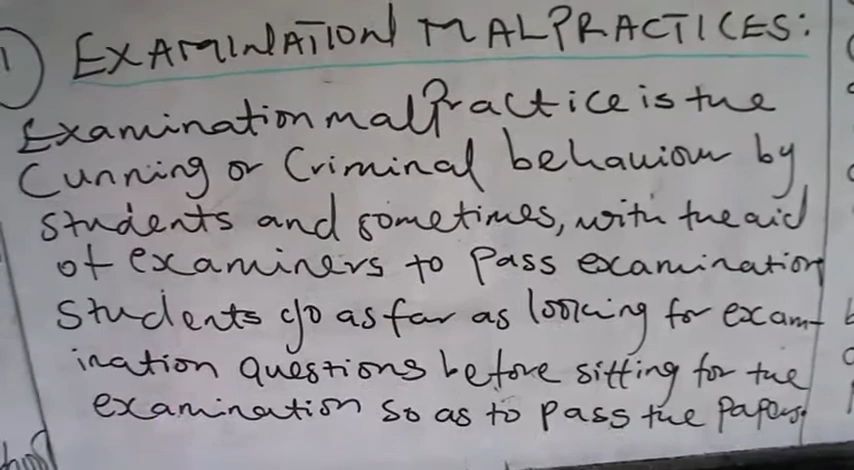 1 EXAMINATION MALPRACTICES:
Examination malpractice is the
Cunning or Criminal behaviour by
students and sometimes, with the aid
of examiners to pass examination
students go as far as looking for exam-
ination questions before sitting for the
examination so as to pass the papers.